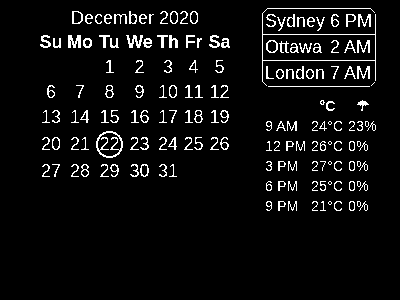 December 2020
Su Mo Tu We Th Fr Sa
1 2 3 4 5
6 7 8 9 10 11 12
13 14 15 16 17 18 19
20 21 22 23 24 25 26
27 28 29 30 31
Sydney 6 PM
Ottawa 2 AM
London 7 AM
°C ☂
9 AM 24°C 23%
12 PM 26°C 0%
3 PM 27°C 0%
6 PM 25°C 0%
9 PM 21°C 0%